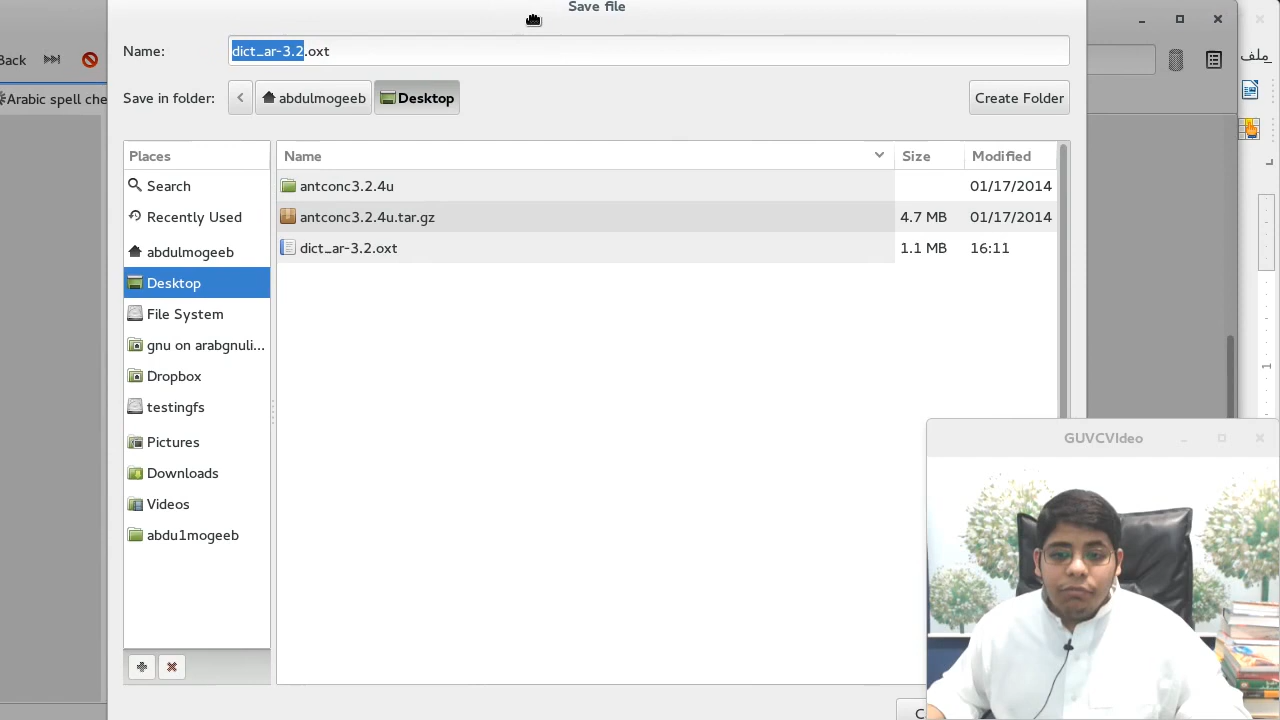 Save file
Name: dict_ar-3.2.oxt
ملف
Back
Save in folder: < abdulmogeeb Desktop Create Folder
Arabic spell che
Places Name Size Modified
Search antconc3.2.4u 01/17/2014
Recently Used antconc3.2.4u.tar.gz 4.7 MB 01/17/2014
abdulmogeeb dict_ar-3.2.oxt 1.1 MB 16:11
Desktop
File System
gnu on arabgnuli...
Dropbox
testingfs
1
Pictures
GUVCVIdeo
Downloads
Videos
abdu1mogeeb
C